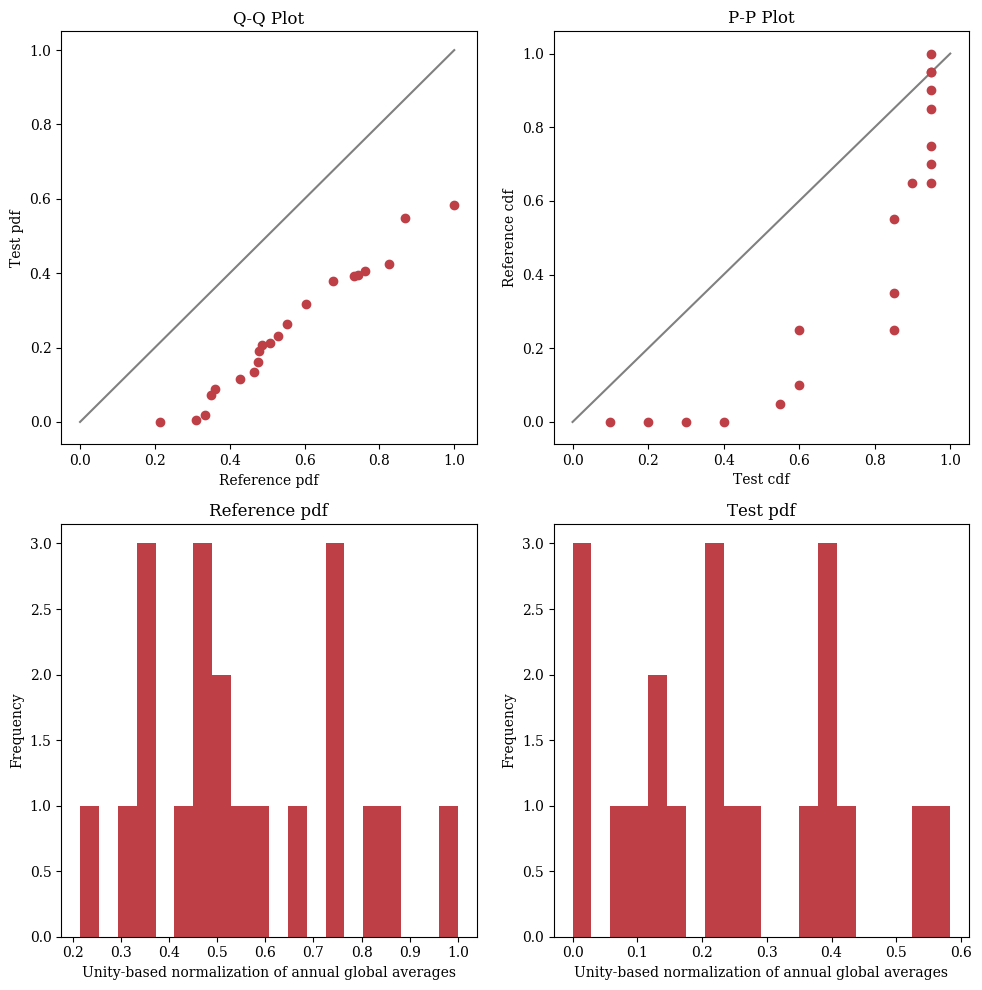 Q-Q Plot
1.0
0.8
0.6
0.4
0.2
0.0
Test pdf
0.0 0.2 0.4 0.6 0.8 1.0
Reference pdf
P-P Plot
1.0
0.8
0.6
0.4
0.2
0.0
Reference cdf
0.0 0.2 0.4 0.6 0.8 1.0
Test cdf
Reference pdf
3.0
2.5
2.0
1.5
1.0
0.5
0.0
Frequency
0.2 0.3 0.4 0.5 0.6 0.7 0.8 0.9 1.0
Unity-based normalization of annual global averages
Test pdf
3.0
2.5
2.0
1.5
1.0
0.5
0.0
Frequency
0.0 0.1 0.2 0.3 0.4 0.5 0.6
Unity-based normalization of annual global averages